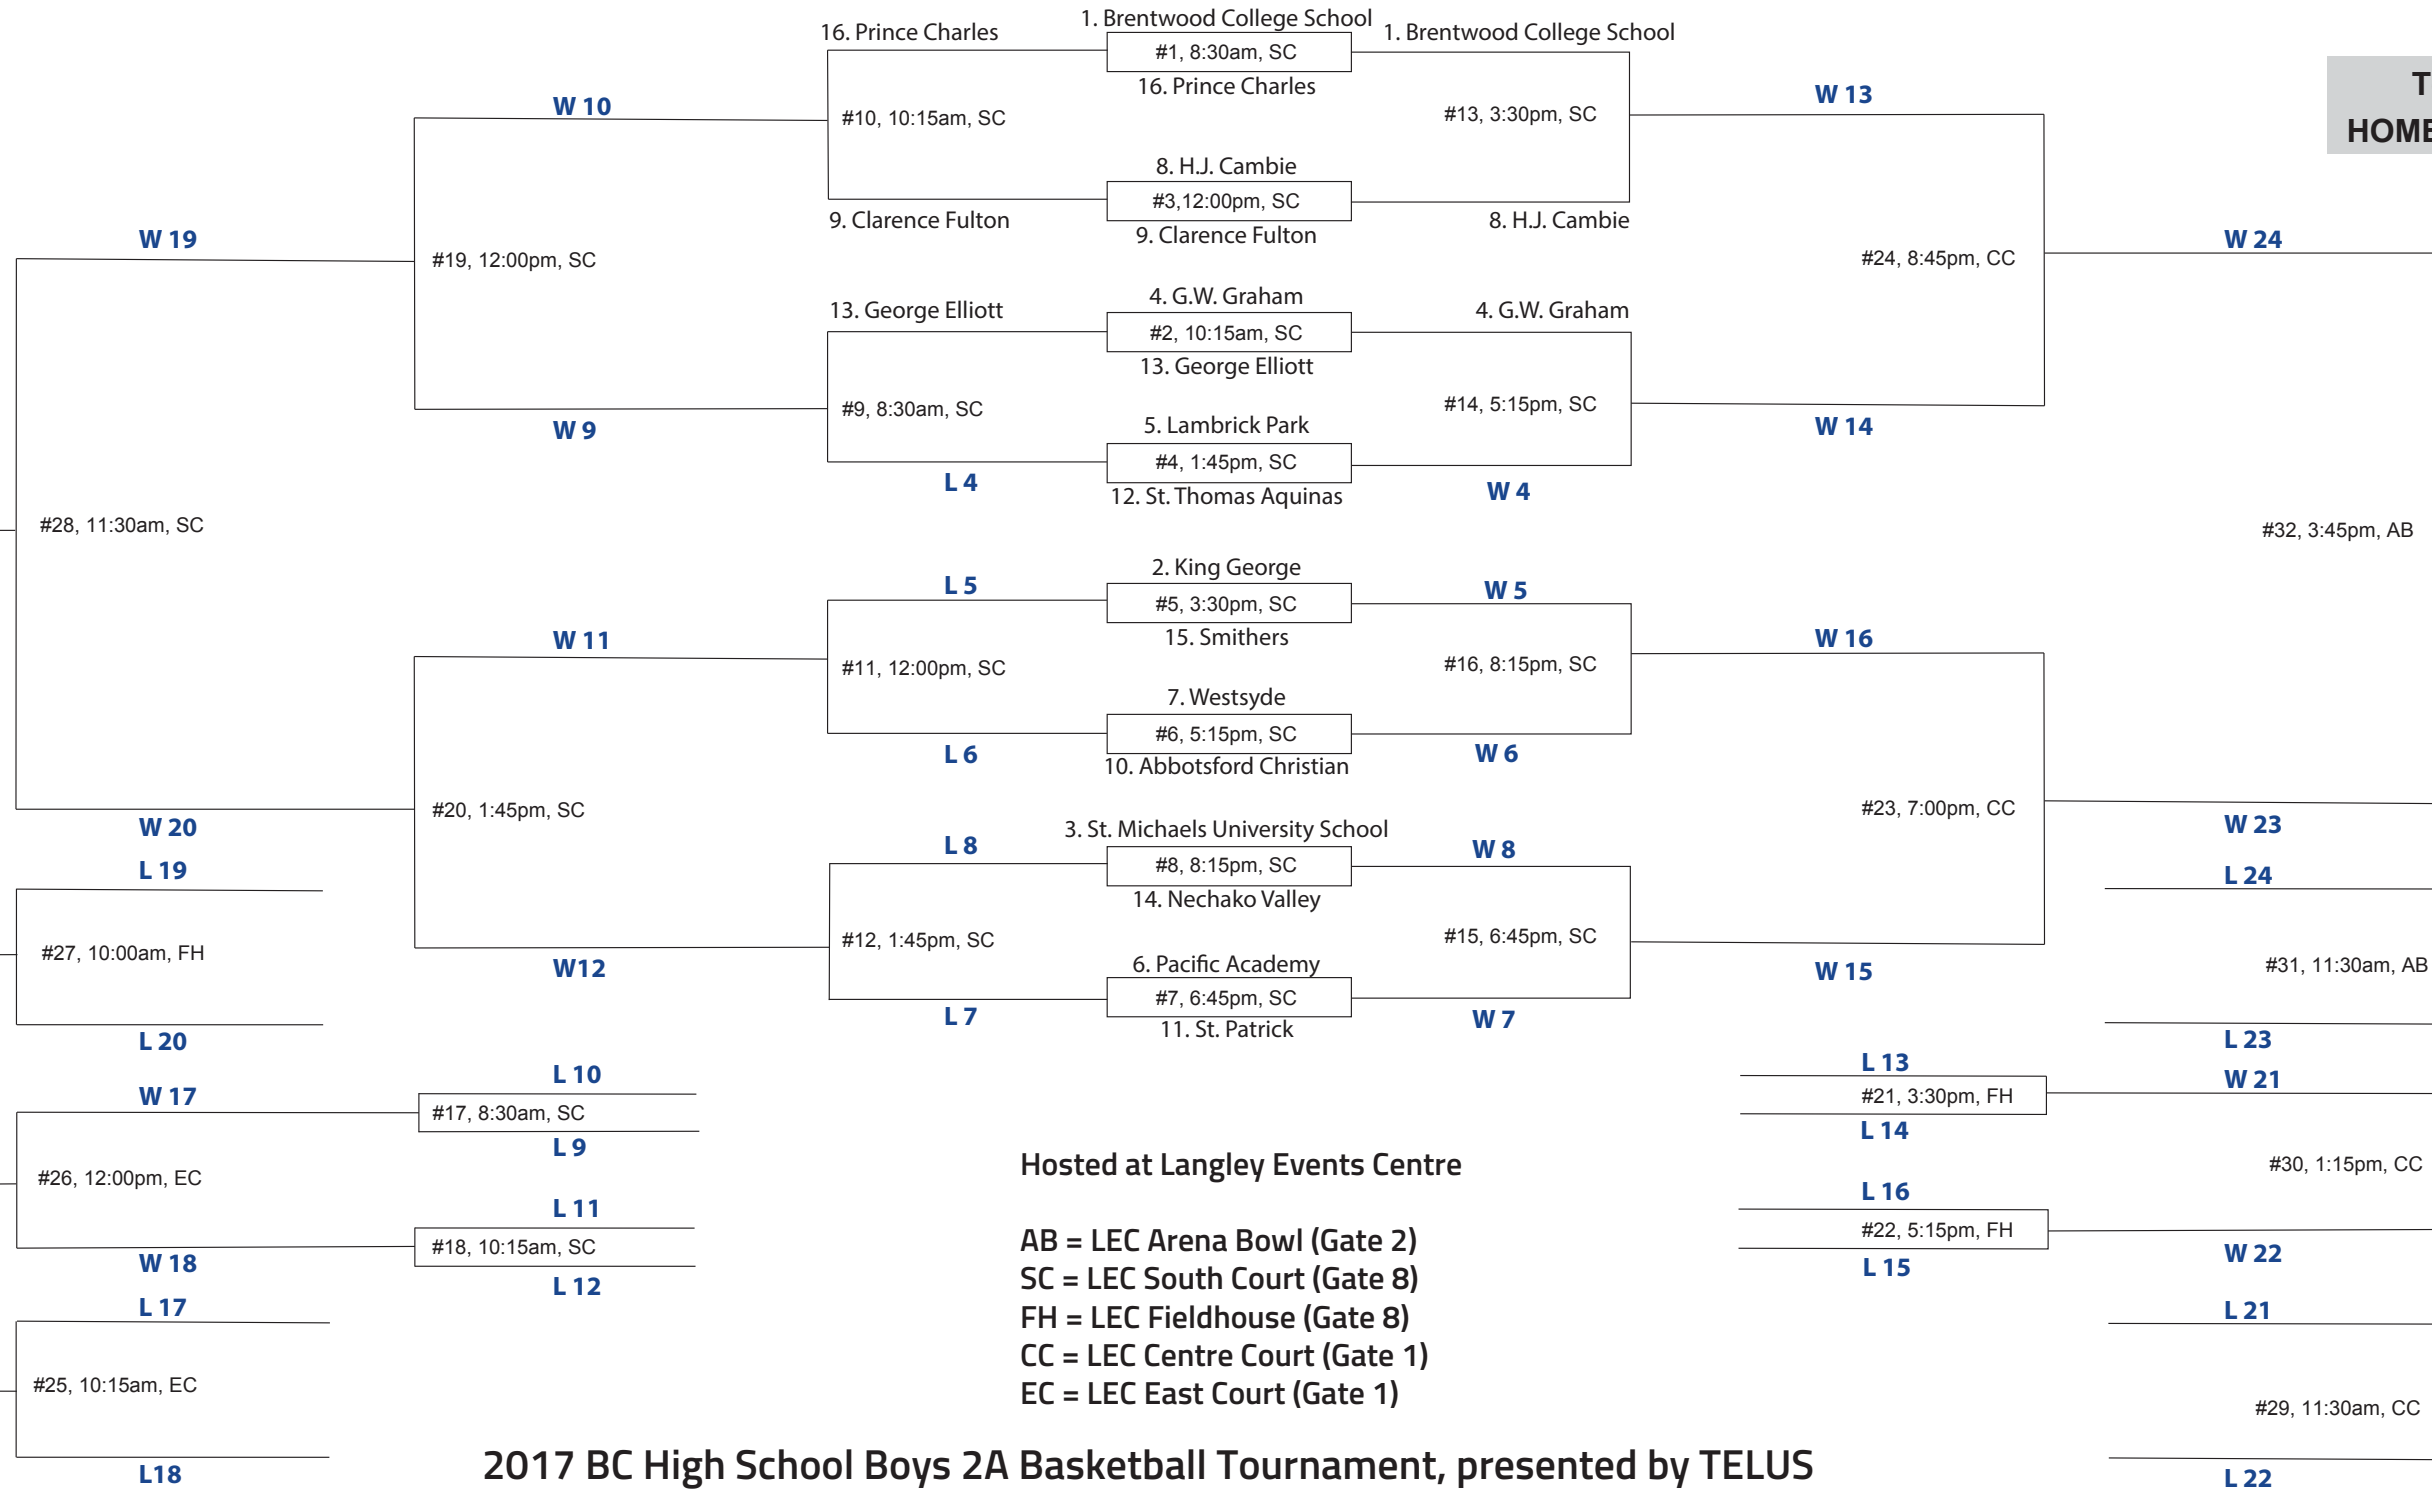 1. Brentwood College School
16. Prince Charles
1. Brentwood College School
#1, 8:30am, SC
16. Prince Charles
T
HOME
W 10
W 13
#10, 10:15am, SC
#13, 3:30pm, SC
8. H.J. Cambie
#3,12:00pm, SC
9. Clarence Fulton
8. H.J. Cambie
9. Clarence Fulton
W 19
W 24
#19, 12:00pm, SC
#24, 8:45pm, CC
4. G.W. Graham
13. George Elliott
4. G.W. Graham
#2, 10:15am, SC
13. George Elliott
#9, 8:30am, SC
#14, 5:15pm, SC
W 9
5. Lambrick Park
W 14
#4, 1:45pm, SC
L 4
W 4
12. St. Thomas Aquinas
#28, 11:30am, SC
#32, 3:45pm, AB
2. King George
L 5
W 5
#5, 3:30pm, SC
15. Smithers
W 11
W 16
#11, 12:00pm, SC
#16, 8:15pm, SC
7. Westsyde
#6, 5:15pm, SC
L 6
W 6
10. Abbotsford Christian
#20, 1:45pm, SC
#23, 7:00pm, CC
W 20
3. St. Michaels University School
W 23
L 8
W 8
L 19
#8, 8:15pm, SC
L 24
14. Nechako Valley
#27, 10:00am, FH
#12, 1:45pm, SC
#15, 6:45pm, SC
W12
6. Pacific Academy
W 15
#31, 11:30am, AB
#7, 6:45pm, SC
L 7
W 7
11. St. Patrick
L 20
L 23
L 10
L 13
W 17
W 21
#17, 8:30am, SC
#21, 3:30pm, FH
L 9
L 14
#26, 12:00pm, EC
Hosted at Langley Events Centre
#30, 1:15pm, CC
L 11
L 16
#18, 10:15am, SC
#22, 5:15pm, FH
W 18
W 22
L 12
L 15
AB = LEC Arena Bowl (Gate 2)
SC = LEC South Court (Gate 8)
FH = LEC Fieldhouse (Gate 8)
CC = LEC Centre Court (Gate 1)
EC = LEC East Court (Gate 1)
L 17
L 21
#25, 10:15am, EC
#29, 11:30am, CC
L18
L 22
2017 BC High School Boys 2A Basketball Tournament, presented by TELUS